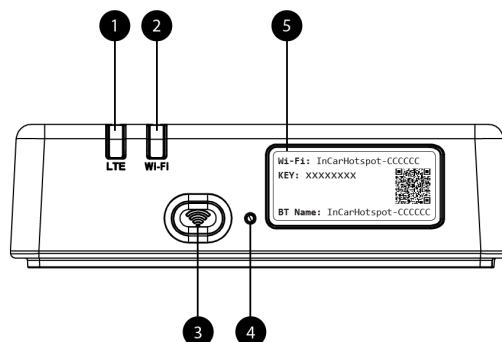 1 2 5
LTE Wi-Fi
Wi-Fi: InCarHotspot-CCCCCC
KEY: XXXXXXXX
BT Name: InCarHotspot-CCCCCC
3 4